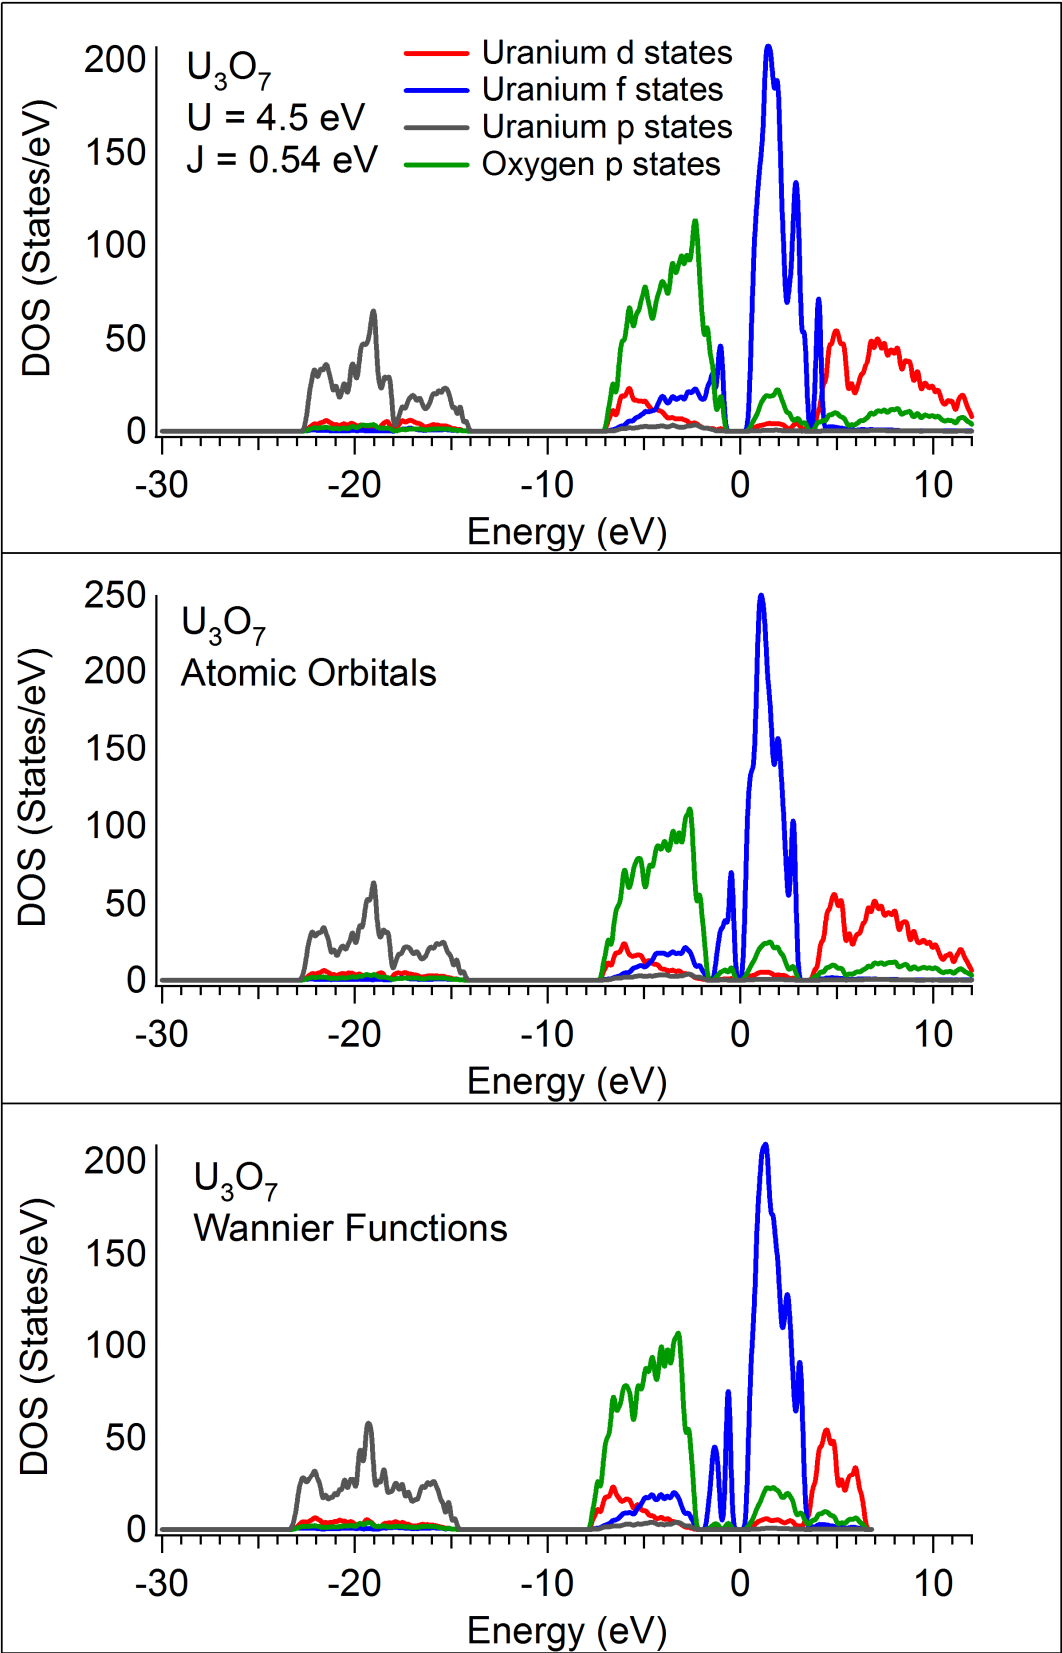 U₃O₇
U = 4.5 eV
J = 0.54 eV
Uranium d states
Uranium f states
Uranium p states
Oxygen p states
DOS (States/eV)
200
150
100
50
0
-30 -20 -10 0 10
Energy (eV)
U₃O₇
Atomic Orbitals
DOS (States/eV)
250
200
150
100
50
0
-30 -20 -10 0 10
Energy (eV)
U₃O₇
Wannier Functions
DOS (States/eV)
200
150
100
50
0
-30 -20 -10 0 10
Energy (eV)